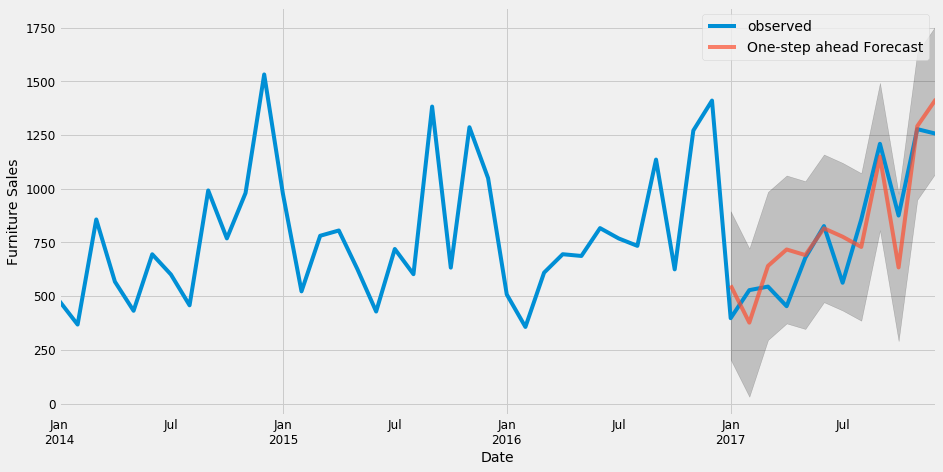 observed
One-step ahead Forecast
1750
1500
1250
1000
750
500
250
0
Furniture Sales
Jan Jul Jan Jul Jan Jul Jan Jul
2014 2015 2016 2017
Date